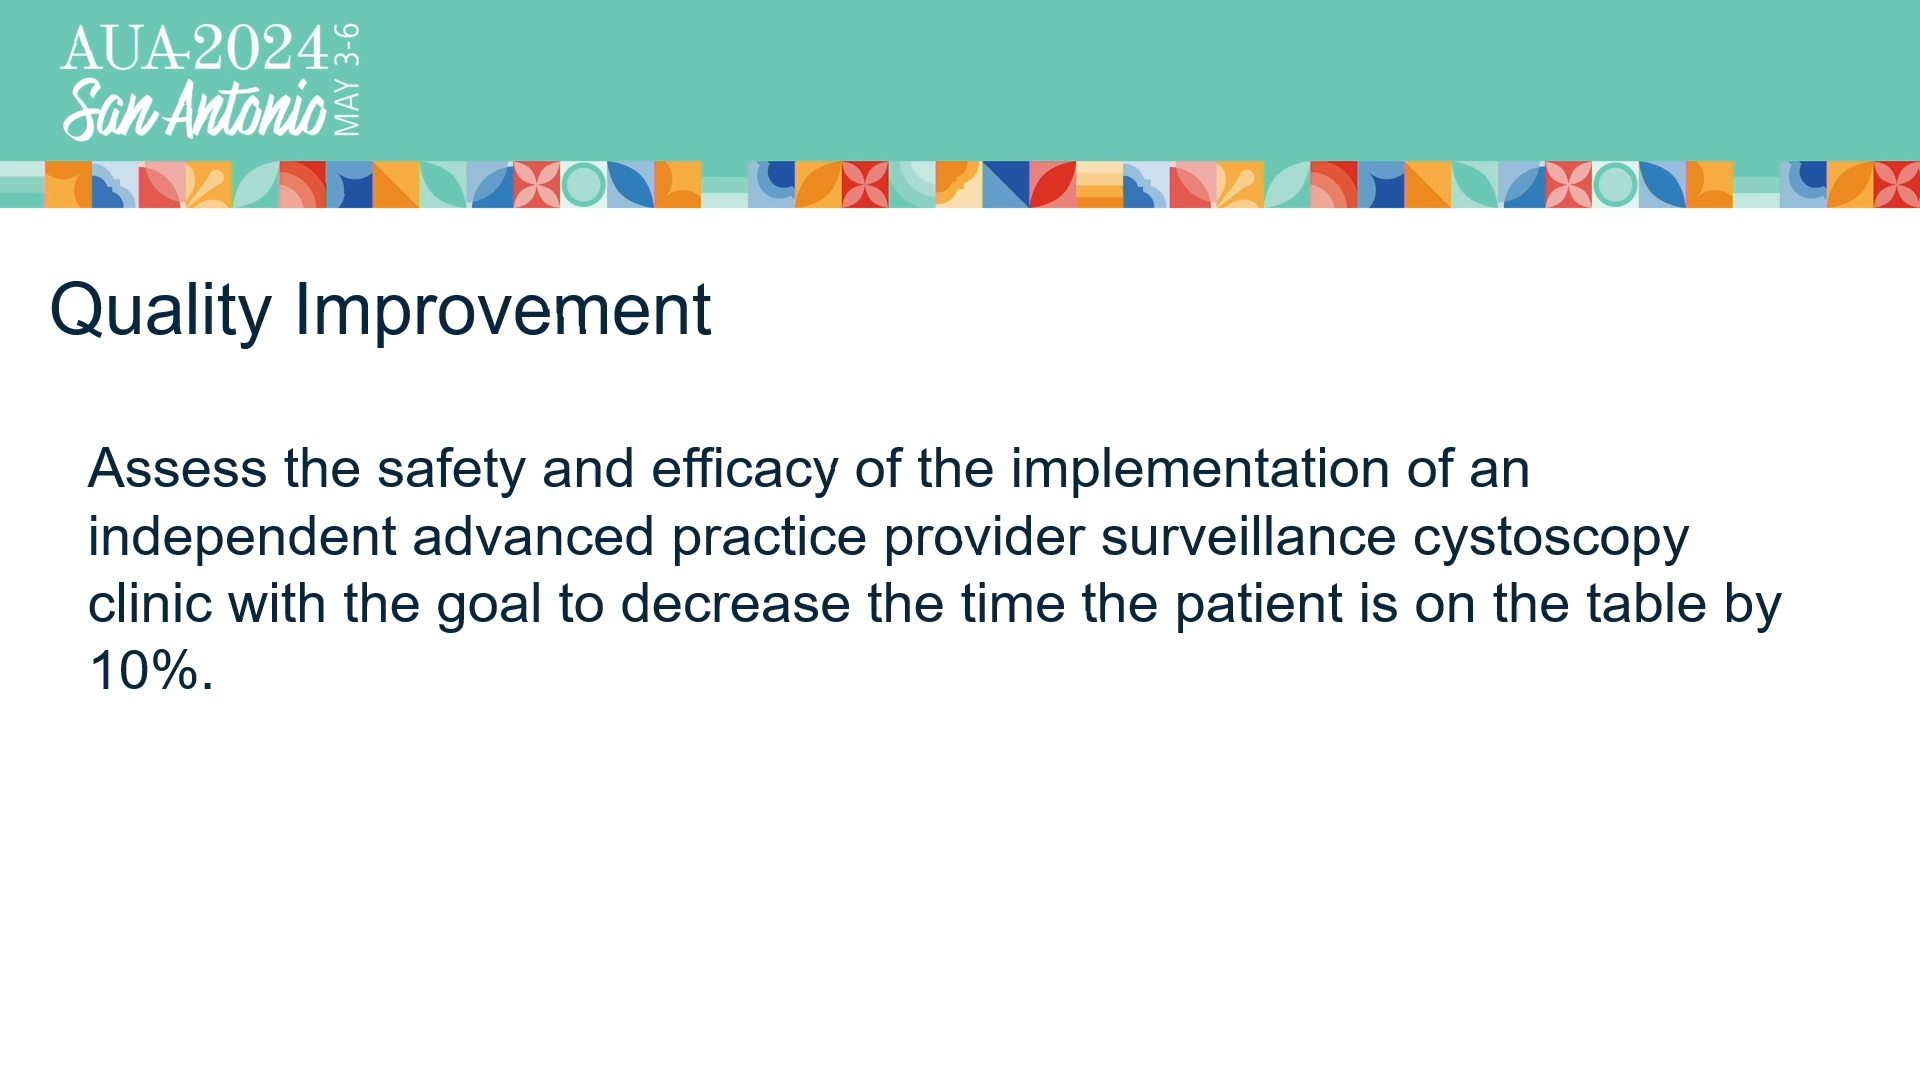 AUA 2024
San Antonio
MAY 3-6
Quality Improvement
Assess the safety and efficacy of the implementation of an
independent advanced practice provider surveillance cystoscopy
clinic with the goal to decrease the time the patient is on the table by
10%.